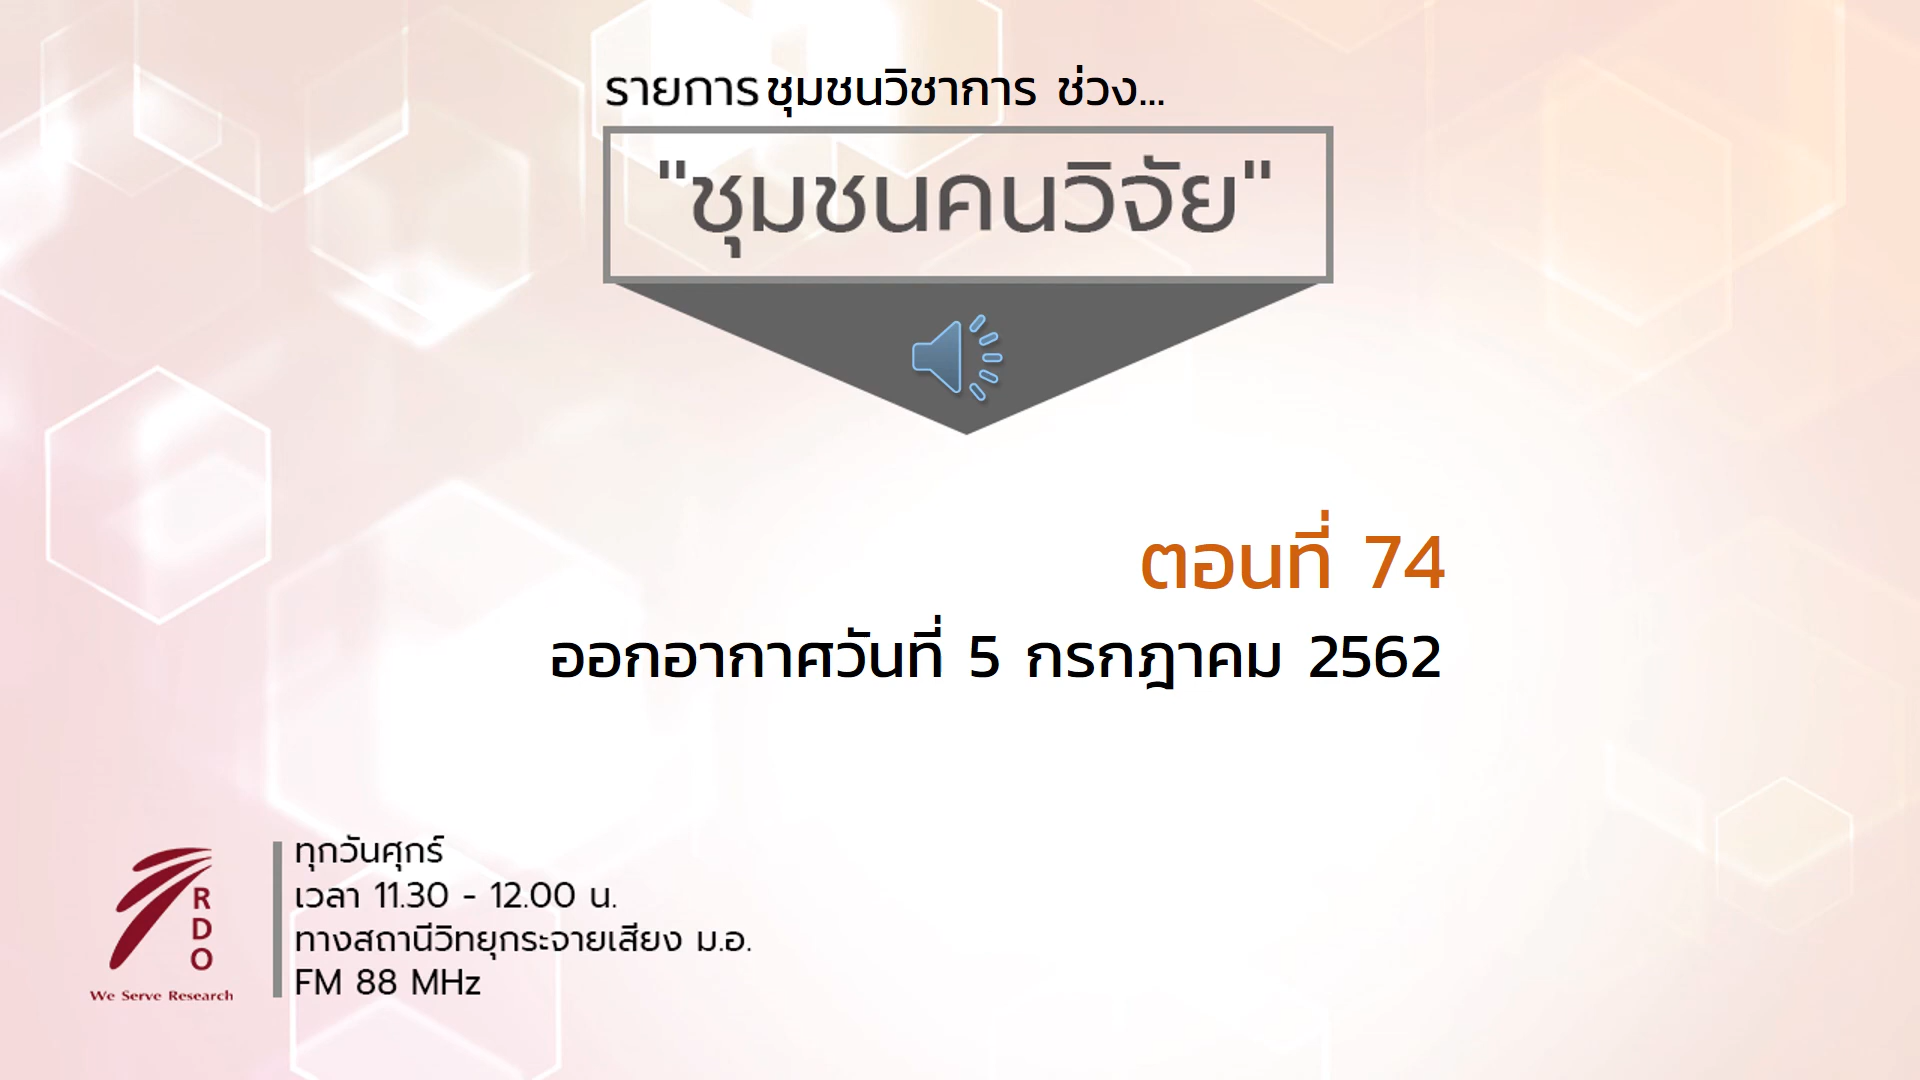 รายการชุมชนวิชาการ ช่วง...
"ชุมชนคนวิจัย"
ตอนที่ 74
ออกอากาศวันที่ 5 กรกฎาคม 2562
RDO
We Serve Research
ทุกวันศุกร์
เวลา 11.30 - 12.00 น.
ทางสถานีวิทยุกระจายเสียง ม.อ.
FM 88 MHz